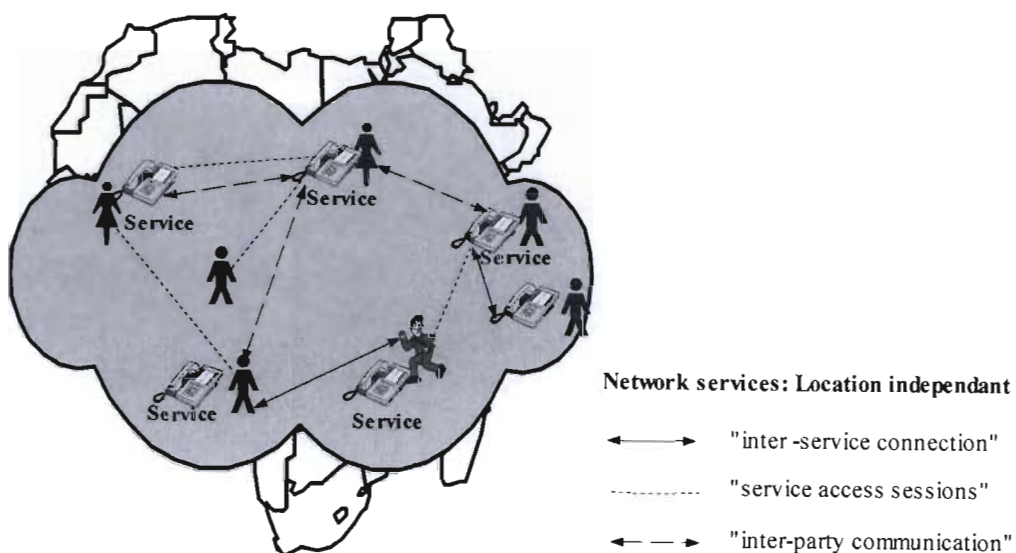 Service
Service
Service
Service
Service
Network services: Location independant
"inter -service connection"
"service access sessions"
"inter-party communication"